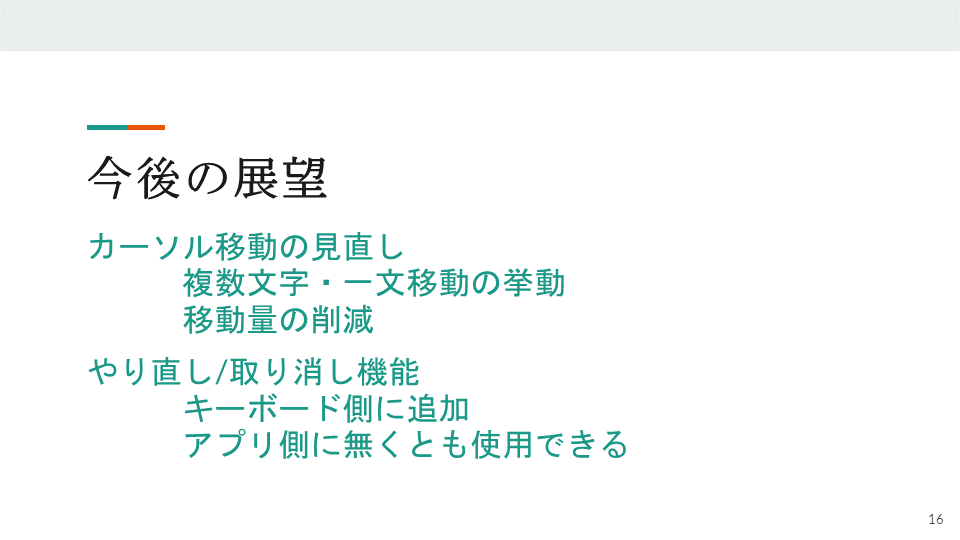 今後の展望
カーソル移動の見直し
複数文字・一文移動の挙動
移動量の削減
やり直し/取り消し機能
キーボード側に追加
アプリ側に無くとも使用できる
16